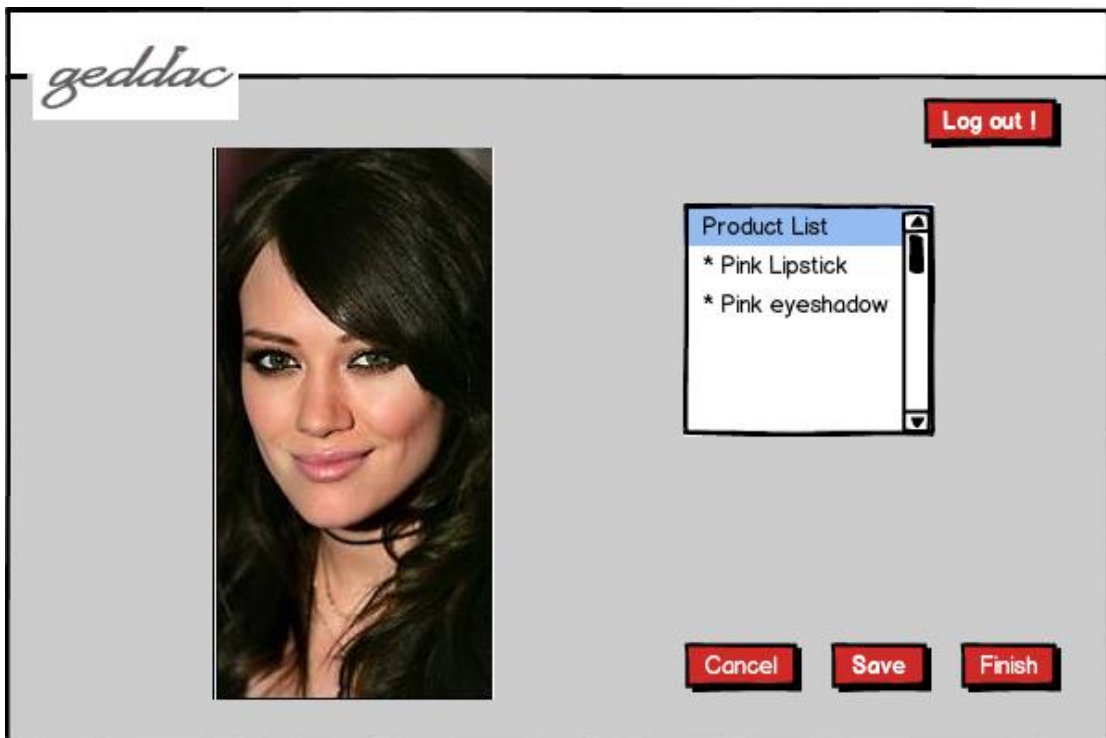 geddac
Log out !
Product List
* Pink Lipstick
* Pink eyeshadow
Cancel
Save
Finish